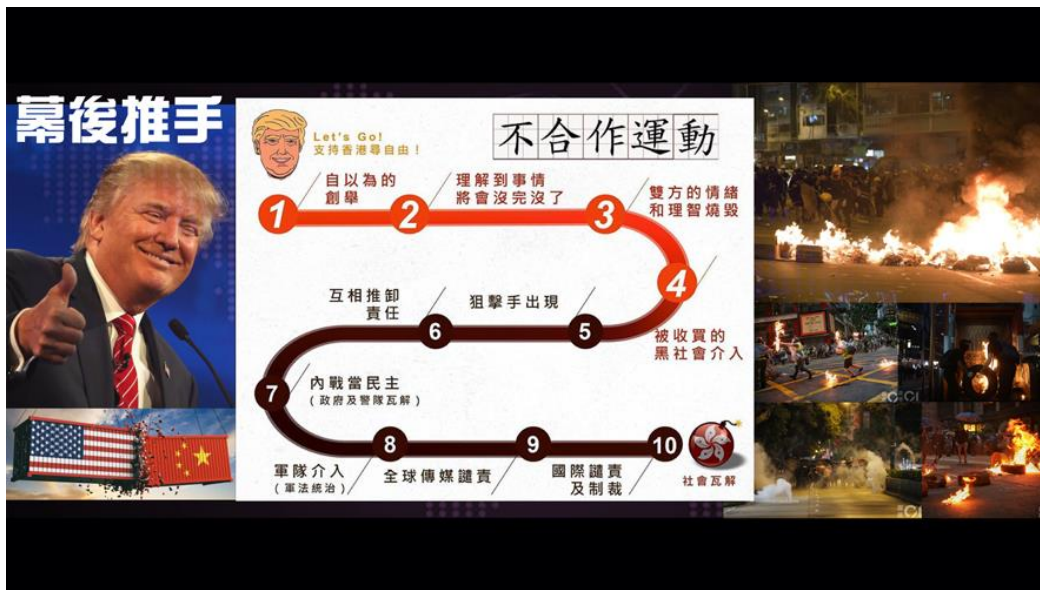 幕後推手
Let's Go!
支持香港尋自由！
不合作運動
自以為的
創舉
理解到事情
將會沒完沒了
雙方的情緒
和理智燒毀
1
2
3
4
被收買的
黑社會介入
狙擊手出現
互相推卸
責任
6
5
7
內戰當民主
(政府及警隊瓦解)
8
9
10
軍隊介入
(軍法統治)
全球傳媒譴責
國際譴責
及制裁
社會瓦解